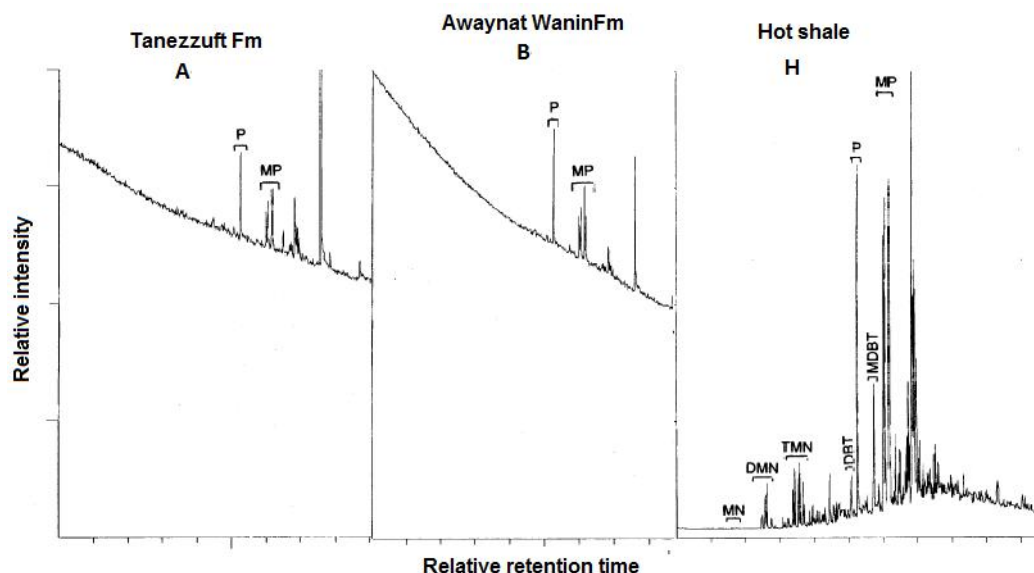 Tanezzuft Fm
A
Awaynat WaninFm
B
Hot shale
H
P
MP
P
MP
MP
P
MDBT
DBT
TMN
DMN
MN
Relative intensity
Relative retention time